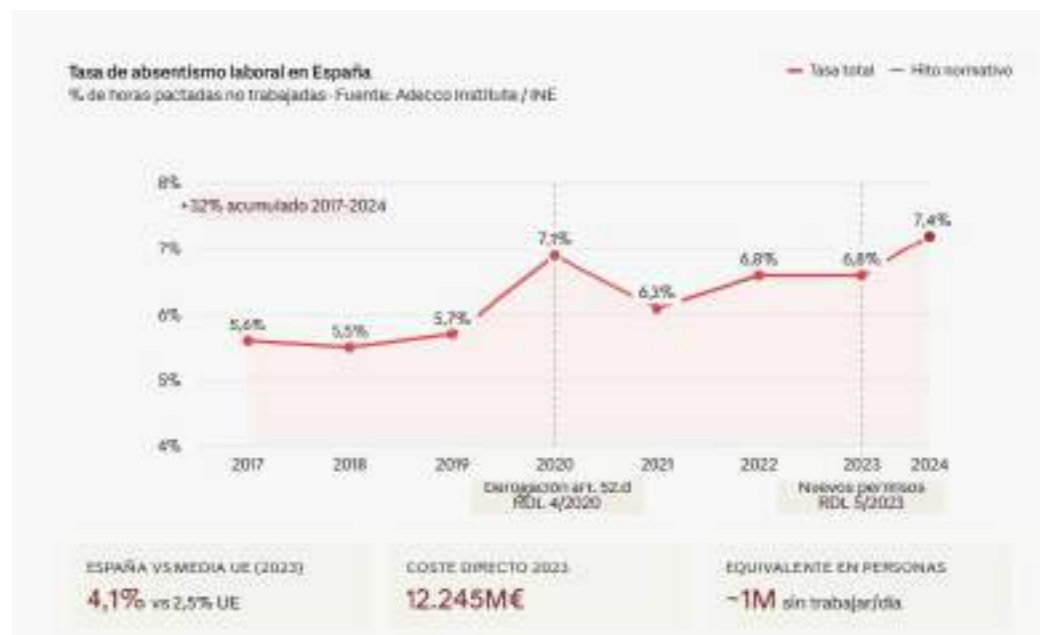 Tasa de absentismo laboral en España
Tasa total
Hito normativo
% de horas pactadas no trabajadas · Fuente: Adecco Institute / INE
8%
+32% acumulado 2017-2024
7,4%
7%
7,1%
6,8%
6,8%
6%
5,6%
5,5%
5,7%
5%
4%
2017 2018 2019 2020 2021 2022 2023 2024
Derogación art. 52.d
RDL 4/2020
Nuevos permisos
RDL 5/2023
ESPAÑA VS MEDIA UE (2023)
4,1% vs 2,5% UE
COSTE DIRECTO 2023
12.245M€
EQUIVALENTE EN PERSONAS
~1M sin trabajar/día